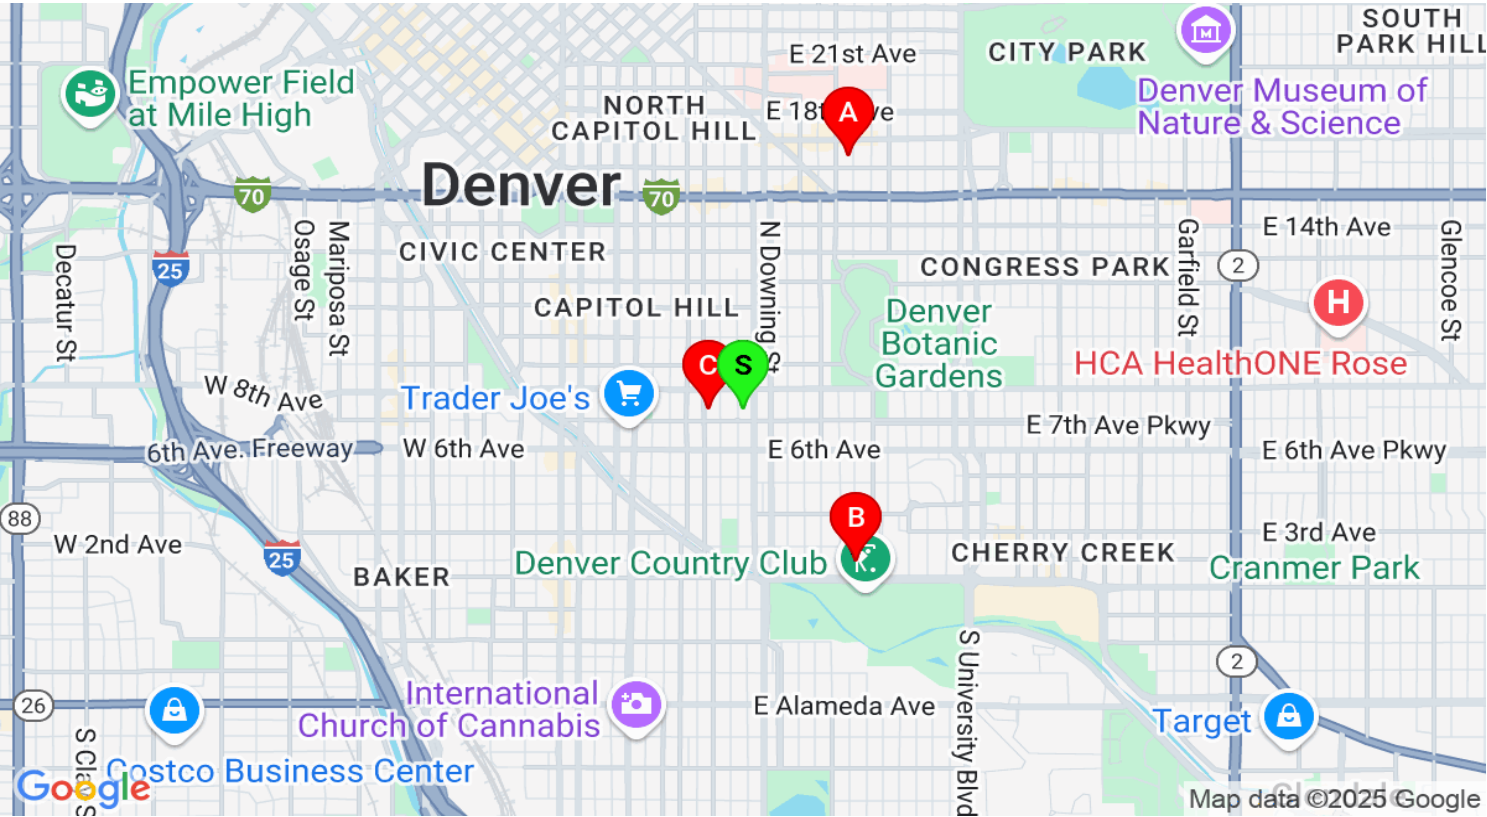 SOUTH
PARK HILL
E 21st Ave
CITY PARK
Empower Field
at Mile High
Denver Museum of
Nature & Science
NORTH
CAPITOL HILL
E 18t
ve
A
M
Denver
70
70
N Downing St
Osage St
Mariposa St
Decatur St
Garfield St
Glencoe St
E 14th Ave
CIVIC CENTER
25
CONGRESS PARK
2
CAPITOL HILL
H
Denver
Botanic
Gardens
HCA HealthONE Rose
C
S
Trader Joe's
W 8th Ave
E 7th Ave Pkwy
6th Ave. Freeway
W 6th Ave
E 6th Ave
E 6th Ave Pkwy
88
B
W 2nd Ave
E 3rd Ave
25
Denver Country Club
CHERRY CREEK
Cranmer Park
BAKER
S University Blvd
2
26
International
Church of Cannabis
E Alameda Ave
Target
S Cla
S
Costco Business Center
Google
Map data ©2025 Google